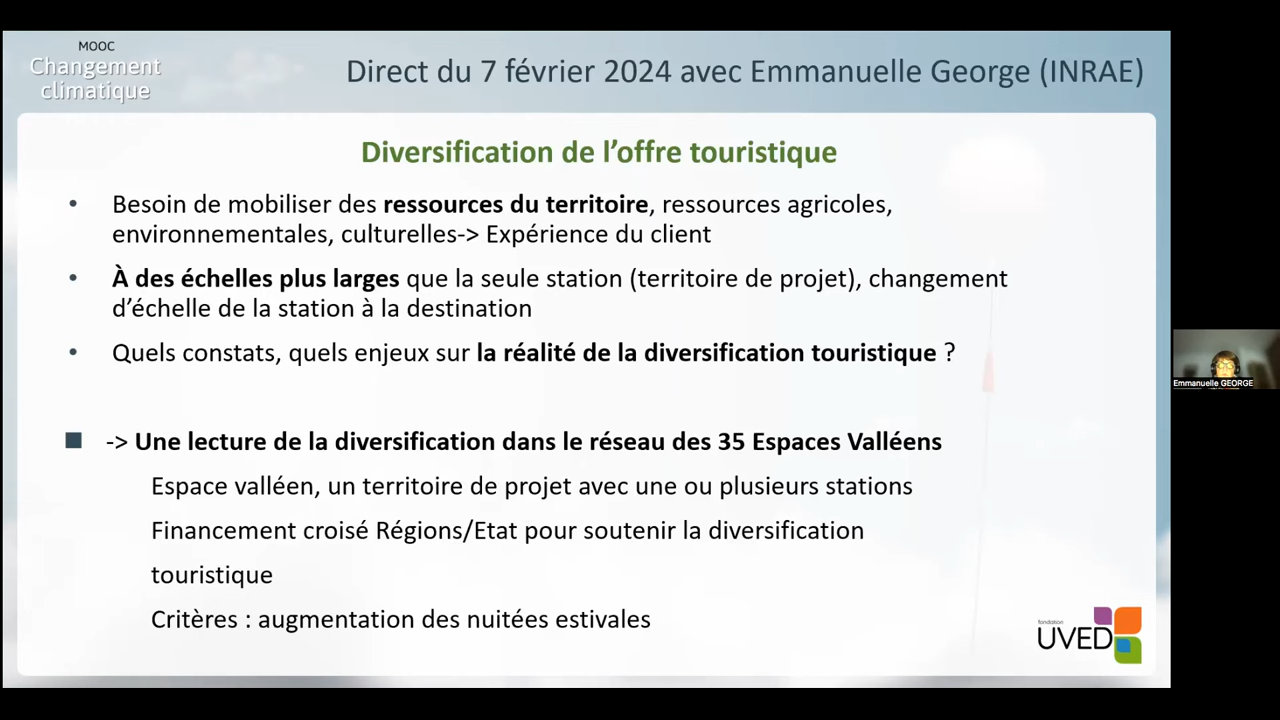 MOOC
Changement
climatique
Direct du 7 février 2024 avec Emmanuelle George (INRAE)
Diversification de l'offre touristique
• Besoin de mobiliser des ressources du territoire, ressources agricoles,
environnementales, culturelles-> Expérience du client
• À des échelles plus larges que la seule station (territoire de projet), changement
d'échelle de la station à la destination
• Quels constats, quels enjeux sur la réalité de la diversification touristique ?
■ -> Une lecture de la diversification dans le réseau des 35 Espaces Valléens
Espace valléen, un territoire de projet avec une ou plusieurs stations
Financement croisé Régions/Etat pour soutenir la diversification
touristique
Critères : augmentation des nuitées estivales
fondation
UVED
Emmanuelle GEORGE